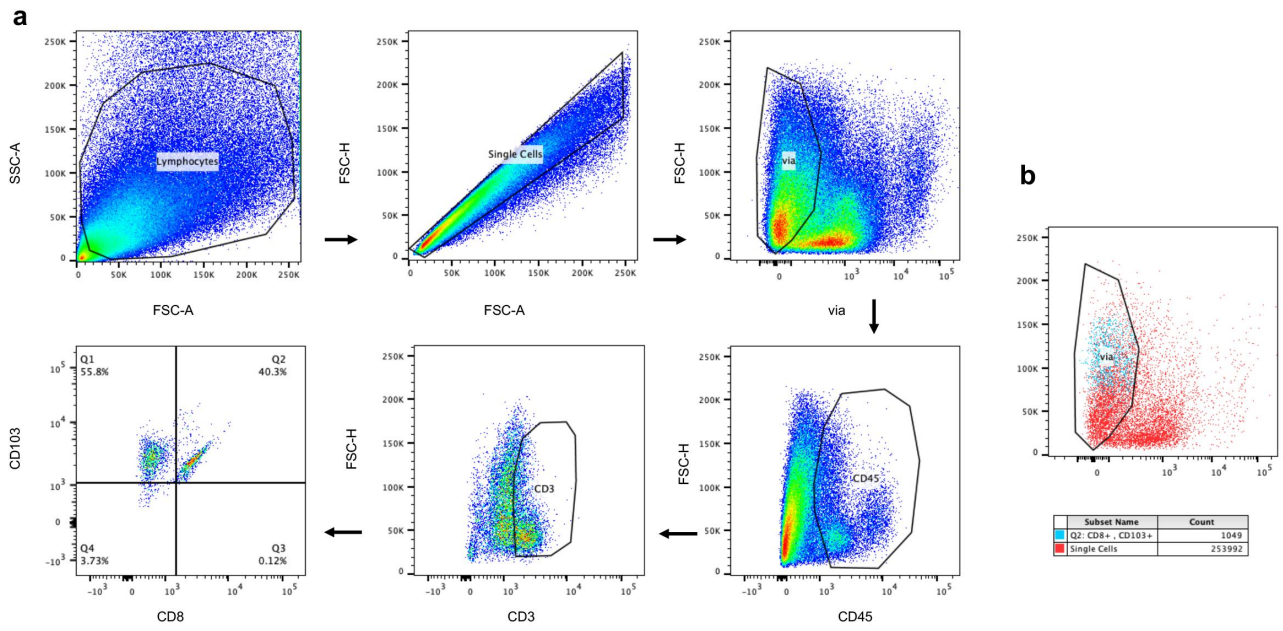 a
250K
200K
150K
100K
50K
0
SSC-A
Lymphocytes
0 50K 100K 150K 200K 250K
FSC-A
250K
200K
150K
100K
50K
0
FSC-H
Single Cells
0 50K 100K 150K 200K 250K
FSC-A
250K
200K
150K
100K
50K
0
FSC-H
via
0 10³ 10⁴ 10⁵
via
Q1
55.8%
Q2
40.3%
Q4
3.73%
Q3
0.12%
10⁵
10⁴
10³
0
-10³
CD103
-10³ 0 10³ 10⁴ 10⁵
CD8
250K
200K
150K
100K
50K
0
FSC-H
CD3
-10³ 0 10³ 10⁴ 10⁵
CD3
250K
200K
150K
100K
50K
0
FSC-H
CD45
-10³ 0 10³ 10⁴ 10⁵
CD45
b
250K
200K
150K
100K
50K
0
via
0 10³ 10⁴ 10⁵
Subset Name Count
Q2: CD8+ , CD103+ 1049
Single Cells 253992